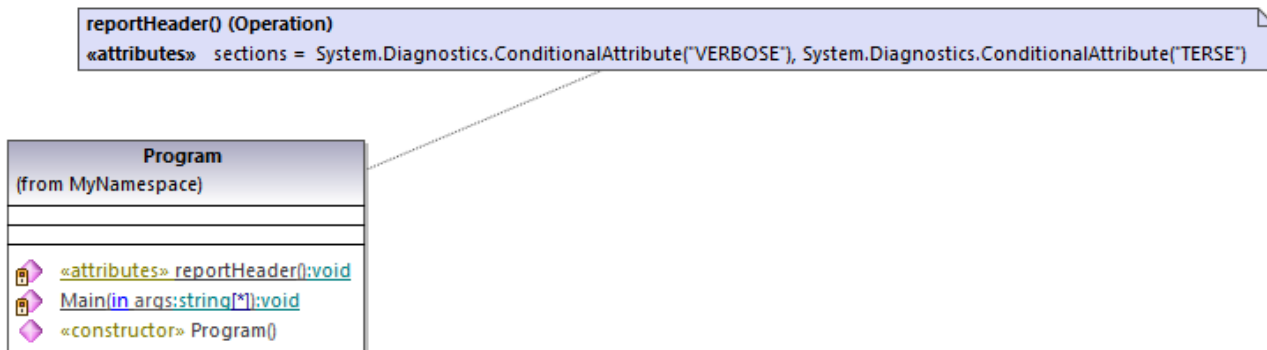 reportHeader() (Operation)
«attributes» sections = System.Diagnostics.ConditionalAttribute("VERBOSE"), System.Diagnostics.ConditionalAttribute("TERSE")
Program
(from MyNamespace)
«attributes» reportHeader():void
Main(in args:string[*]):void
«constructor» Program()